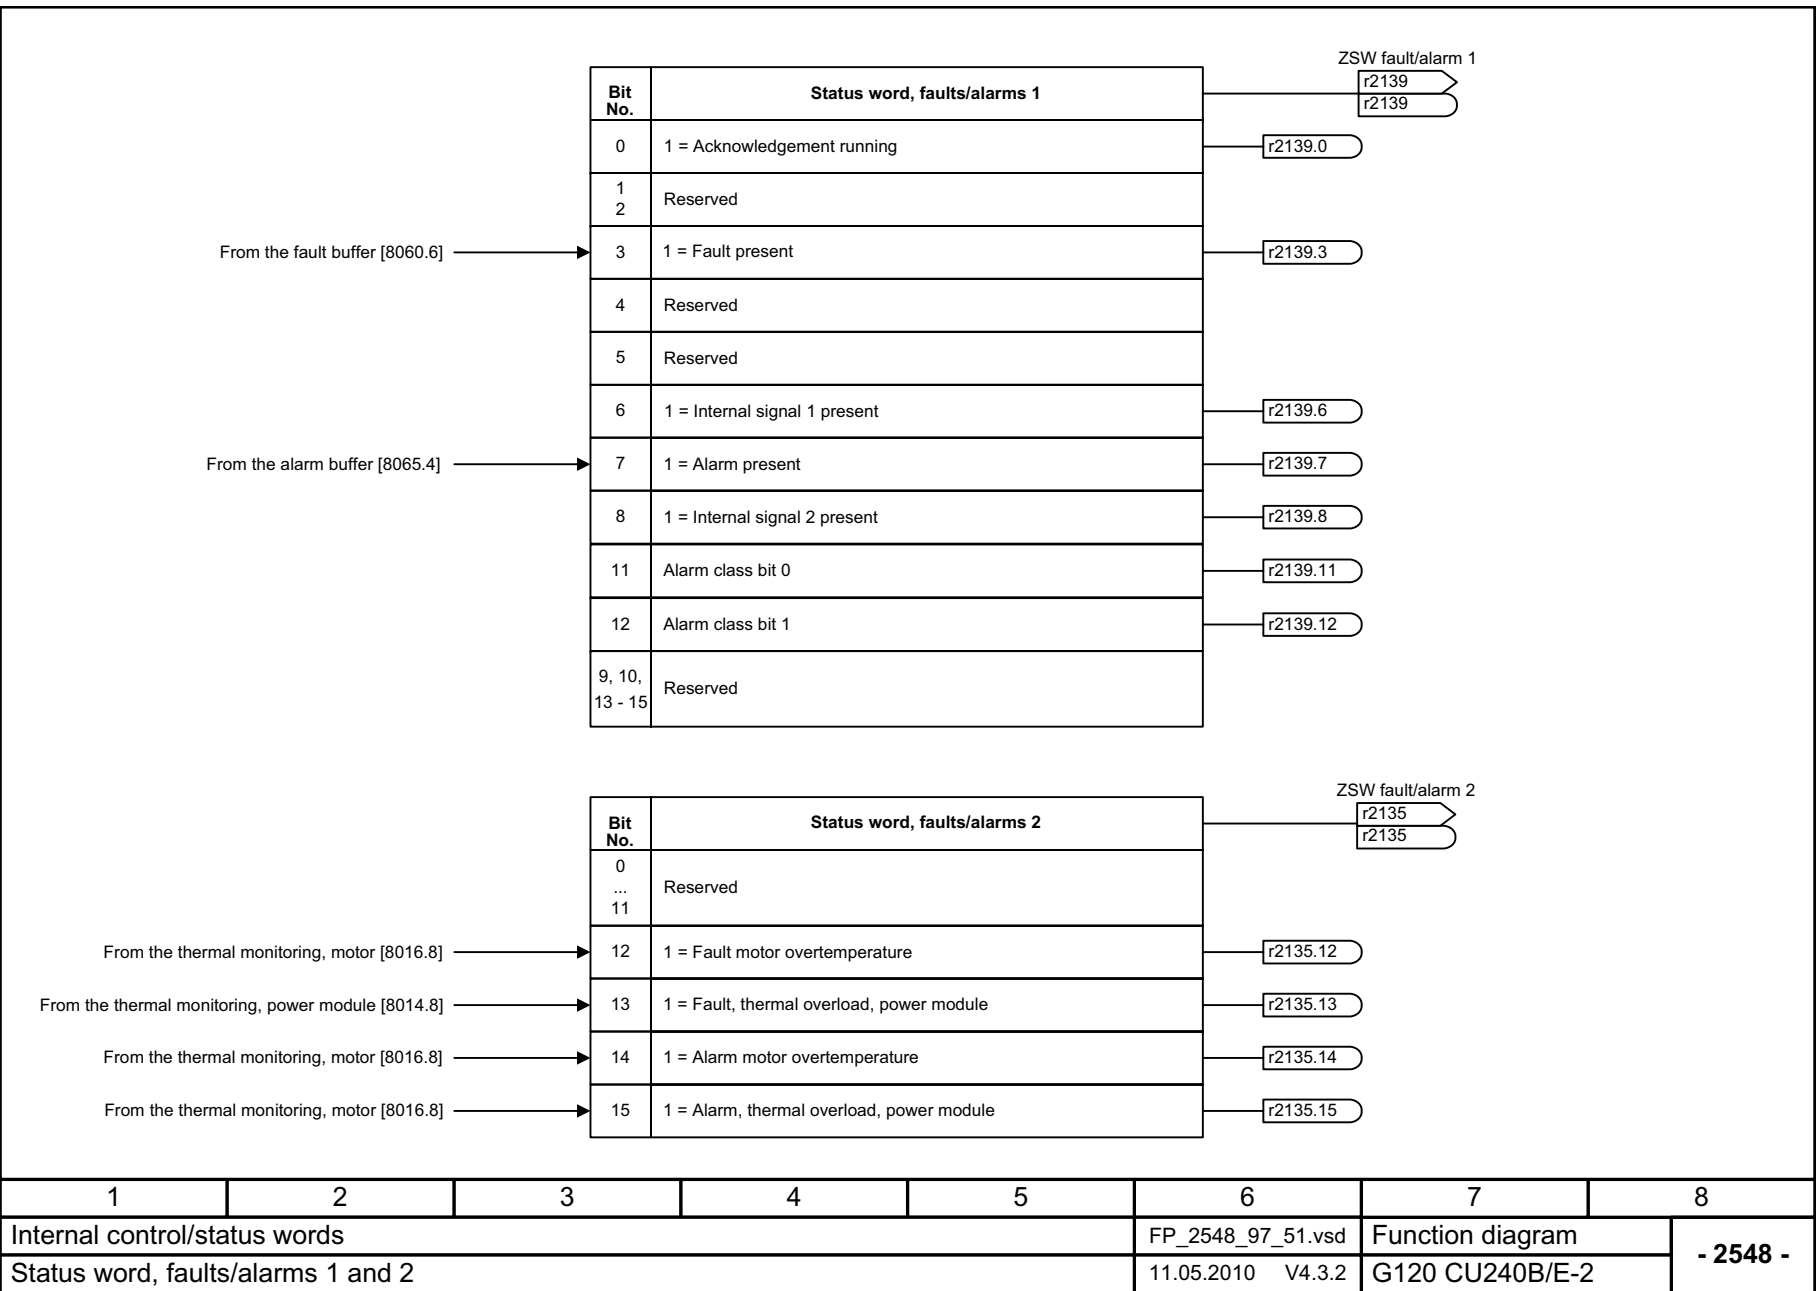 ZSW fault/alarm 1
Bit No.
Status word, faults/alarms 1
r2139
r2139
0 1 = Acknowledgement running r2139.0
1
2
Reserved
From the fault buffer [8060.6] 3 1 = Fault present r2139.3
4 Reserved
5 Reserved
6 1 = Internal signal 1 present r2139.6
From the alarm buffer [8065.4] 7 1 = Alarm present r2139.7
8 1 = Internal signal 2 present r2139.8
11 Alarm class bit 0 r2139.11
12 Alarm class bit 1 r2139.12
9, 10,
13 - 15
Reserved
ZSW fault/alarm 2
Bit No.
Status word, faults/alarms 2
r2135
r2135
0
...
11
Reserved
From the thermal monitoring, motor [8016.8] 12 1 = Fault motor overtemperature r2135.12
From the thermal monitoring, power module [8014.8] 13 1 = Fault, thermal overload, power module r2135.13
From the thermal monitoring, motor [8016.8] 14 1 = Alarm motor overtemperature r2135.14
From the thermal monitoring, motor [8016.8] 15 1 = Alarm, thermal overload, power module r2135.15
1 2 3 4 5 6 7 8
Internal control/status words FP_2548_97_51.vsd Function diagram
- 2548 -
Status word, faults/alarms 1 and 2 11.05.2010 V4.3.2 G120 CU240B/E-2